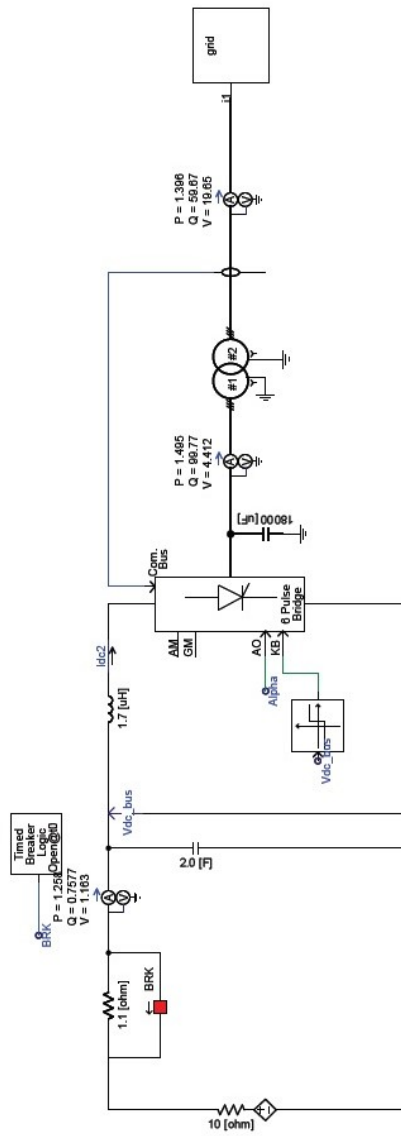 grid
i1
P = 1.396
Q = 59.67
V = 19.65
A
V
#2
#1
Y
Y
P = 1.495
Q = 99.77
V = 4.412
A
V
18000 [uF]
Com.
Bus
6 Pulse
Bridge
AM
GM
AO
KB
Alpha
Vdc_bus
Idc2
1.7 [uH]
Vdc_bus
2.0 [F]
Timed
Breaker
Logic
Open@t0
BRK
P = 1.258
Q = 0.7577
V = 1.163
A
V
1.1 [ohm]
BRK
10 [ohm]